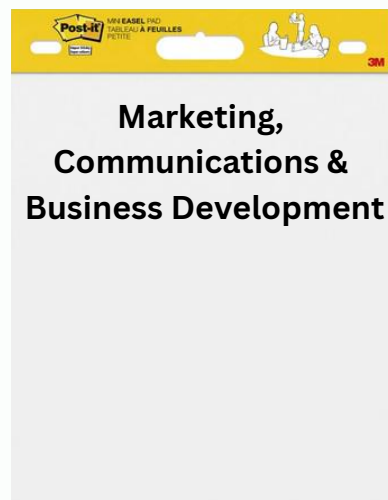 Post-it
MINI EASEL PAD
TABLEAU À FEUILLES
PETITE
3M
Marketing,
Communications &
Business Development